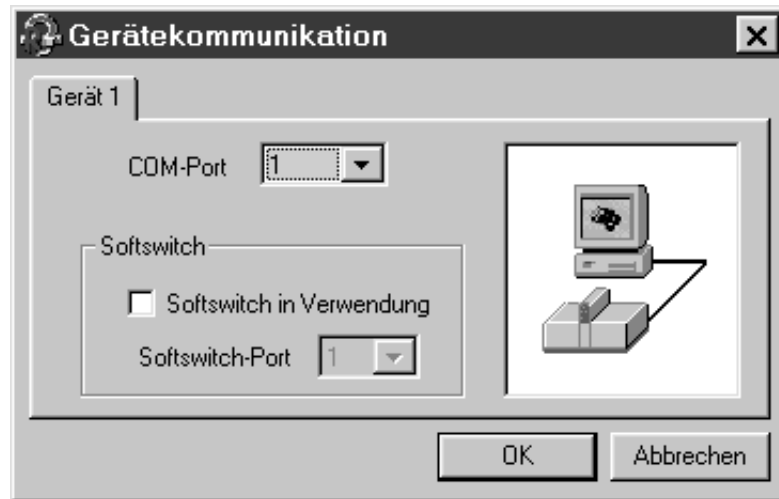 Gerätekommunikation
Gerät 1
COM-Port 1
Softswitch
Softswitch in Verwendung
Softswitch-Port 1
OK Abbrechen